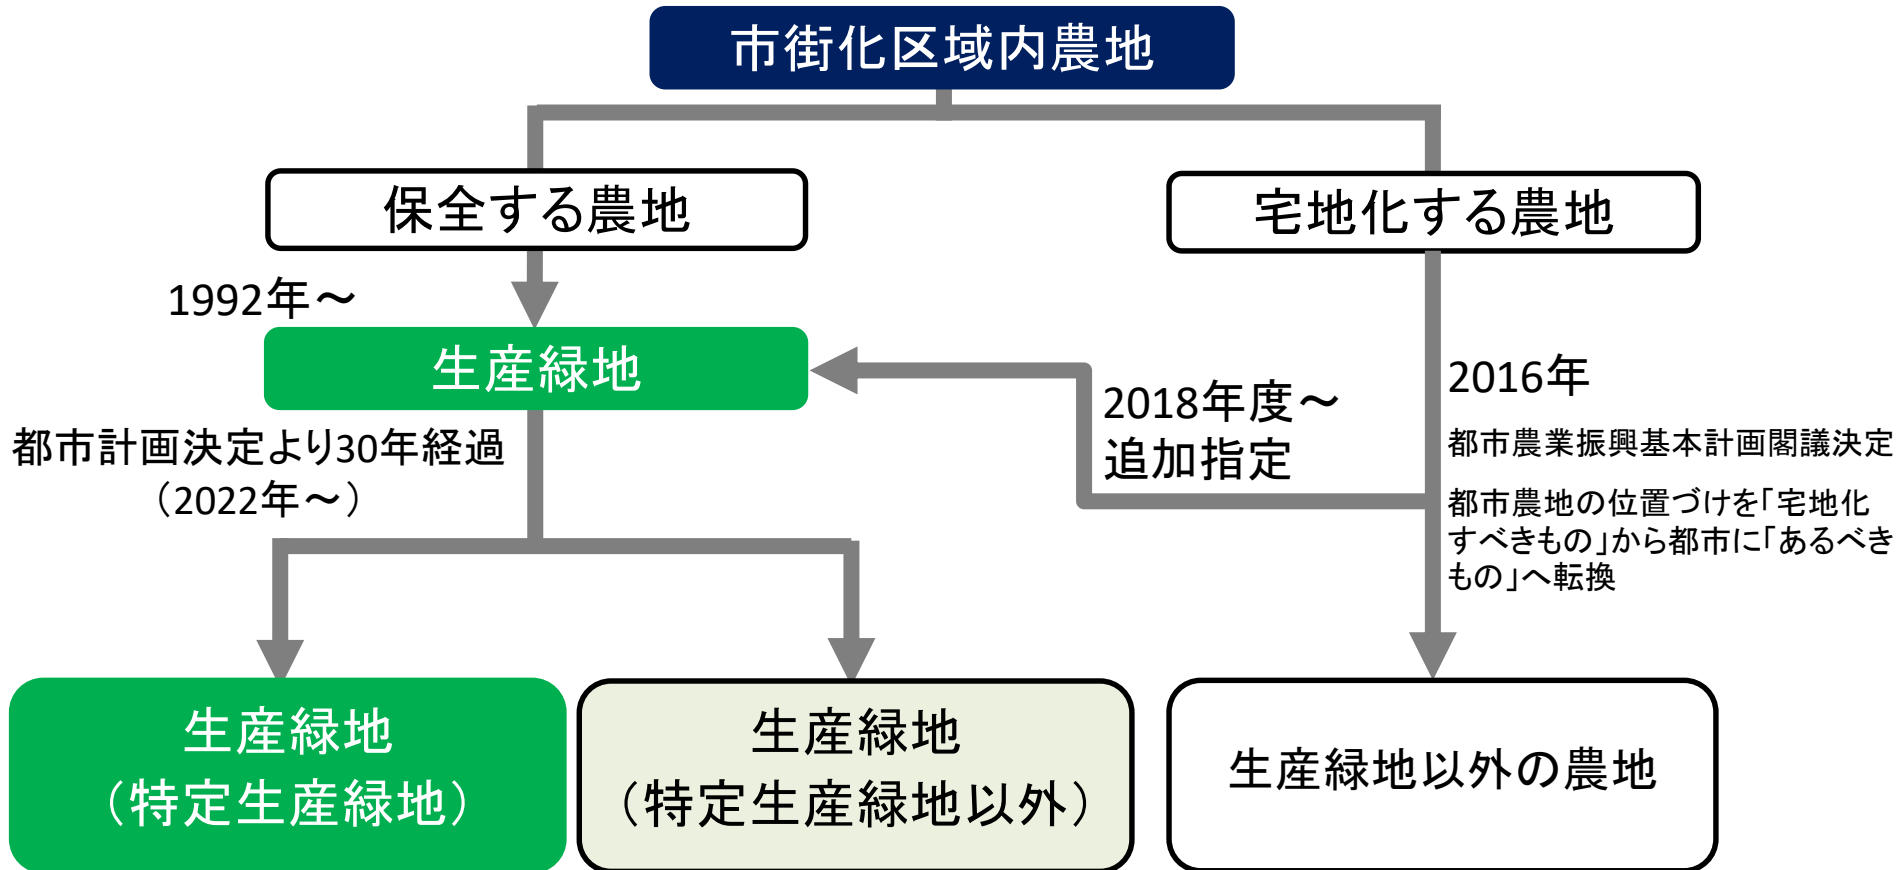 市街化区域内農地
保全する農地
宅地化する農地
1992年～
生産緑地
都市計画決定より30年経過
（2022年～）
2018年度～
追加指定
2016年
都市農業振興基本計画閣議決定
都市農地の位置づけを「宅地化
すべきもの」から都市に「あるべき
もの」へ転換
生産緑地
（特定生産緑地）
生産緑地
（特定生産緑地以外）
生産緑地以外の農地